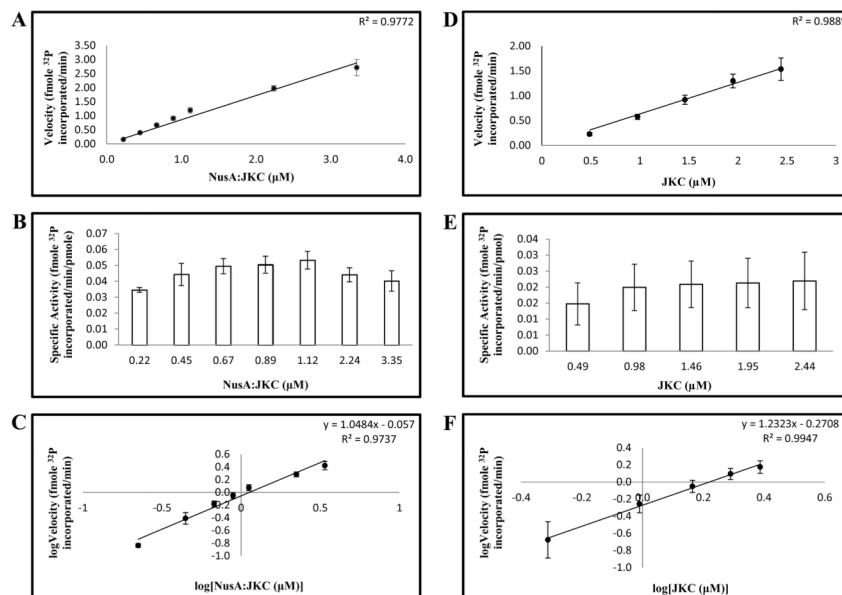 A
R² = 0.9772
Velocity (fmole ³²P
incorporated/min)
3.50
3.00
2.50
2.00
1.50
1.00
0.50
0.00
0.0 1.0 2.0 3.0 4.0
NusA:JKC (μM)
D
R² = 0.9889
Velocity (fmole ³²P
incorporated/min)
2.00
1.50
1.00
0.50
0.00
0 0.5 1 1.5 2 2.5 3
JKC (μM)
B
Specific Activity (fmole ³²P
incorporated/min/pmole)
0.07
0.06
0.05
0.04
0.03
0.02
0.01
0.00
0.22 0.45 0.67 0.89 1.12 2.24 3.35
NusA:JKC (μM)
E
Specific Activity (fmole ³²P
incorporated/min/pmol)
0.04
0.03
0.03
0.02
0.02
0.01
0.01
0.00
0.49 0.98 1.46 1.95 2.44
JKC (μM)
C
y = 1.0484x - 0.057
R² = 0.9737
logVelocity (fmole ³²P
incorporated/min)
0.6
0.4
0.2
0.0
-0.2
-0.4
-0.6
-0.8
-1.0
-1 -0.5 0 0.5 1
log[NusA:JKC (μM)]
F
y = 1.2323x - 0.2708
R² = 0.9947
logVelocity (fmole ³²P
incorporated/min)
0.4
0.2
0.0
-0.2
-0.4
-0.6
-0.8
-1.0
-0.4 -0.2 0.0 0.2 0.4 0.6
log[JKC (μM)]